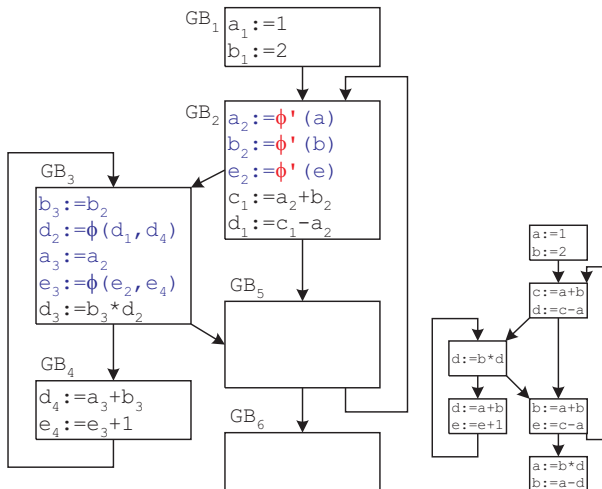 GB₁
a₁:=1
b₁:=2
GB₂
a₂:=ϕ'(a)
b₂:=ϕ'(b)
e₂:=ϕ'(e)
c₁:=a₂+b₂
d₁:=c₁-a₂
GB₃
b₃:=b₂
d₂:=ϕ(d₁,d₄)
a₃:=a₂
e₃:=ϕ(e₂,e₄)
d₃:=b₃*d₂
GB₅
GB₄
d₄:=a₃+b₃
e₄:=e₃+1
GB₆
a:=1
b:=2
c:=a+b
d:=c-a
d:=b*d
d:=a+b
e:=e+1
b:=a+b
e:=c-a
a:=b*d
b:=a-d